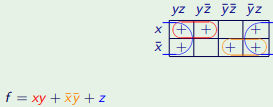 yz yz̄ ȳz̄ ȳz
x + + +
x̄ + + + +
f = xy + x̄ȳ + z